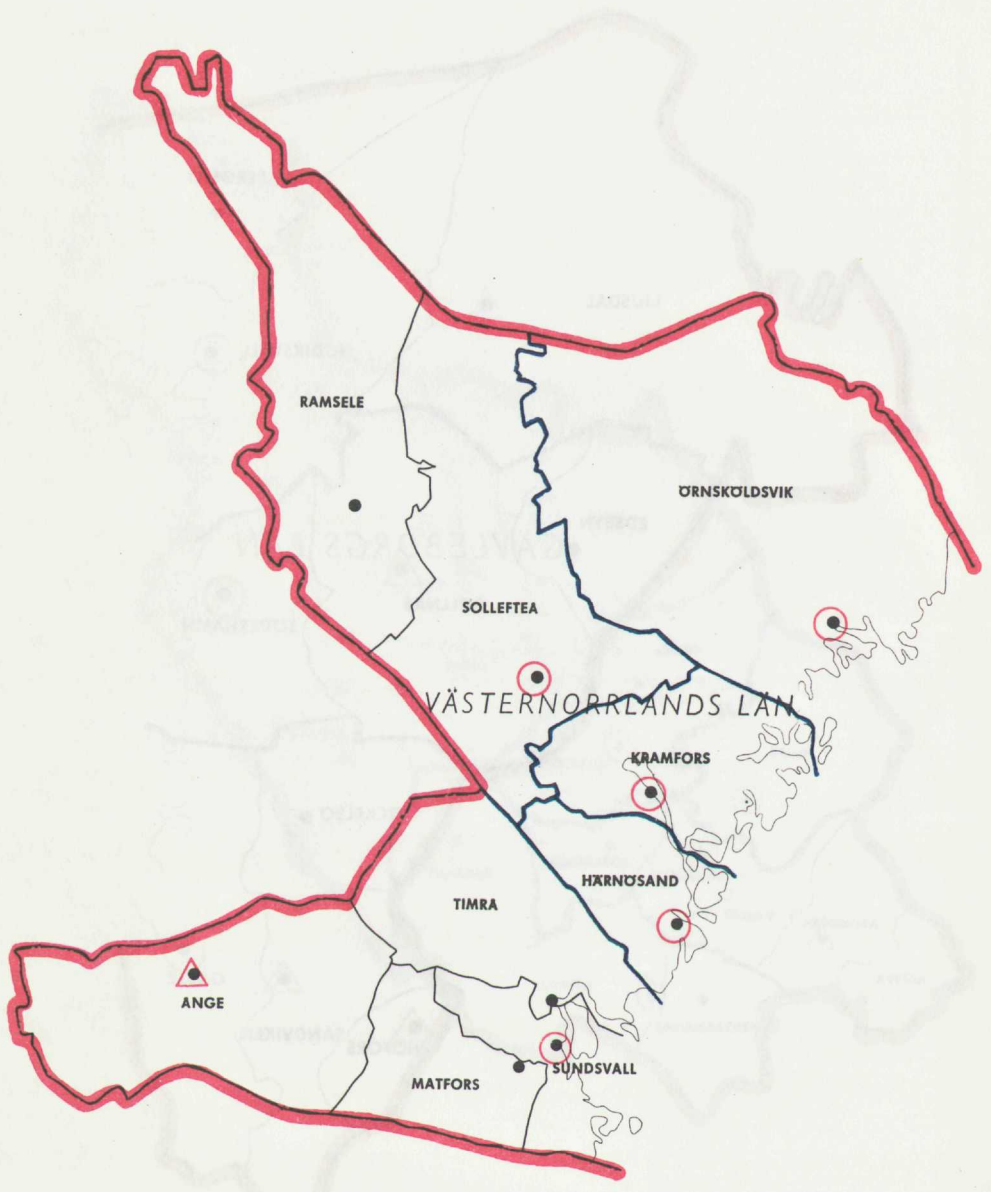 RAMSELE
ÖRNSKÖLDSVIK
SOLLEFTEA
VÄSTERNORRLANDS LÄN
KRAMFORS
HÄRNÖSAND
TIMRA
ANGE
SUNDSVALL
MATFORS